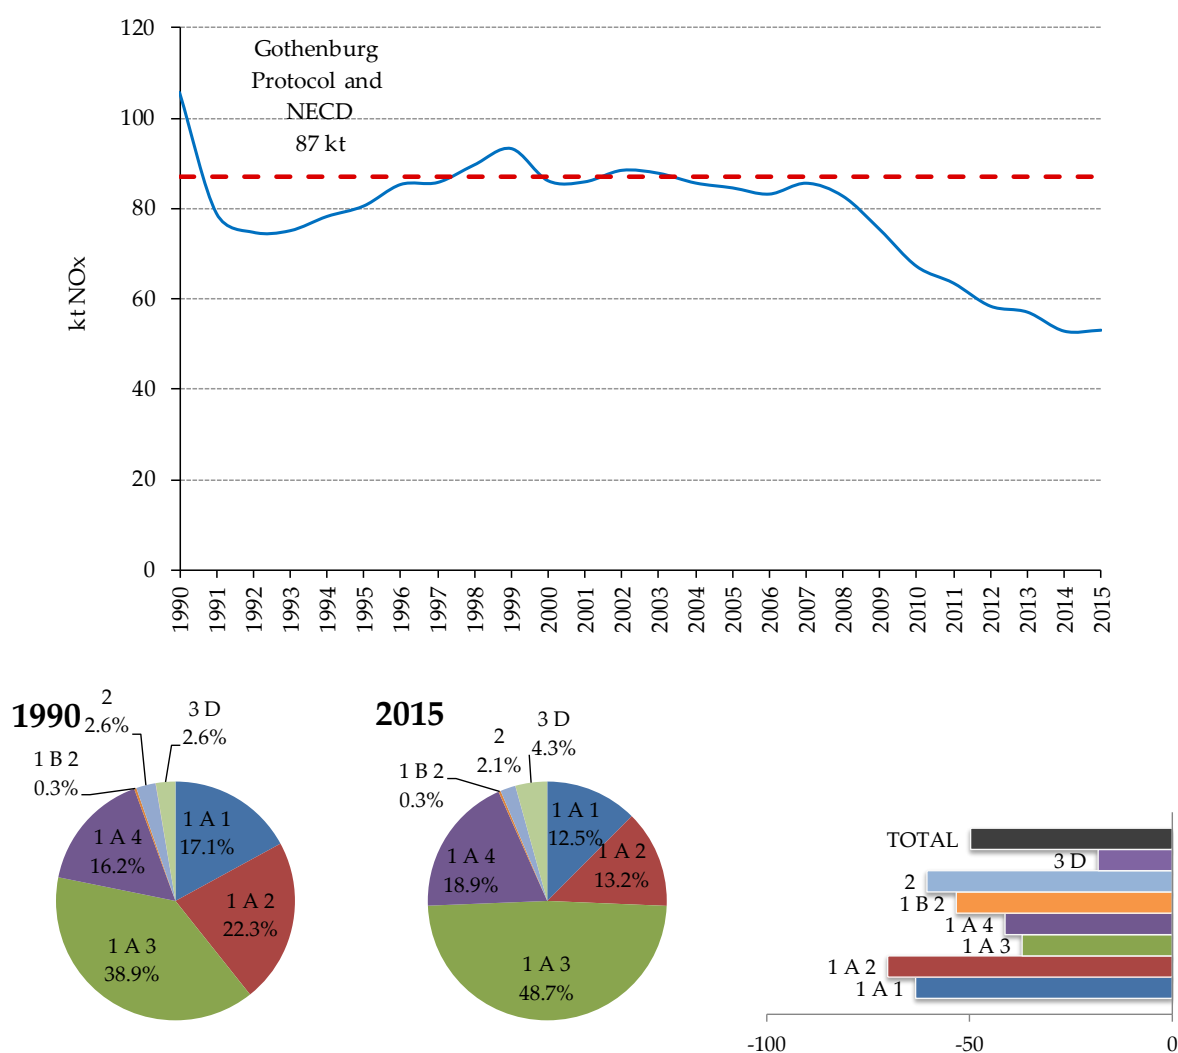 120
Gothenburg
Protocol and
NECD
87 kt
100
80
60
40
20
0
kt NOx
1990 1991 1992 1993 1994 1995 1996 1997 1998 1999 2000 2001 2002 2003 2004 2005 2006 2007 2008 2009 2010 2011 2012 2013 2014 2015
1990
2
2.6%
3 D
2.6%
1 B 2
0.3%
1 A 1
17.1%
1 A 4
16.2%
1 A 2
22.3%
1 A 3
38.9%
2015
3 D
4.3%
2
2.1%
1 B 2
0.3%
1 A 1
12.5%
1 A 2
13.2%
1 A 4
18.9%
1 A 3
48.7%
TOTAL
3 D
2
1 B 2
1 A 4
1 A 3
1 A 2
1 A 1
-100 -50 0